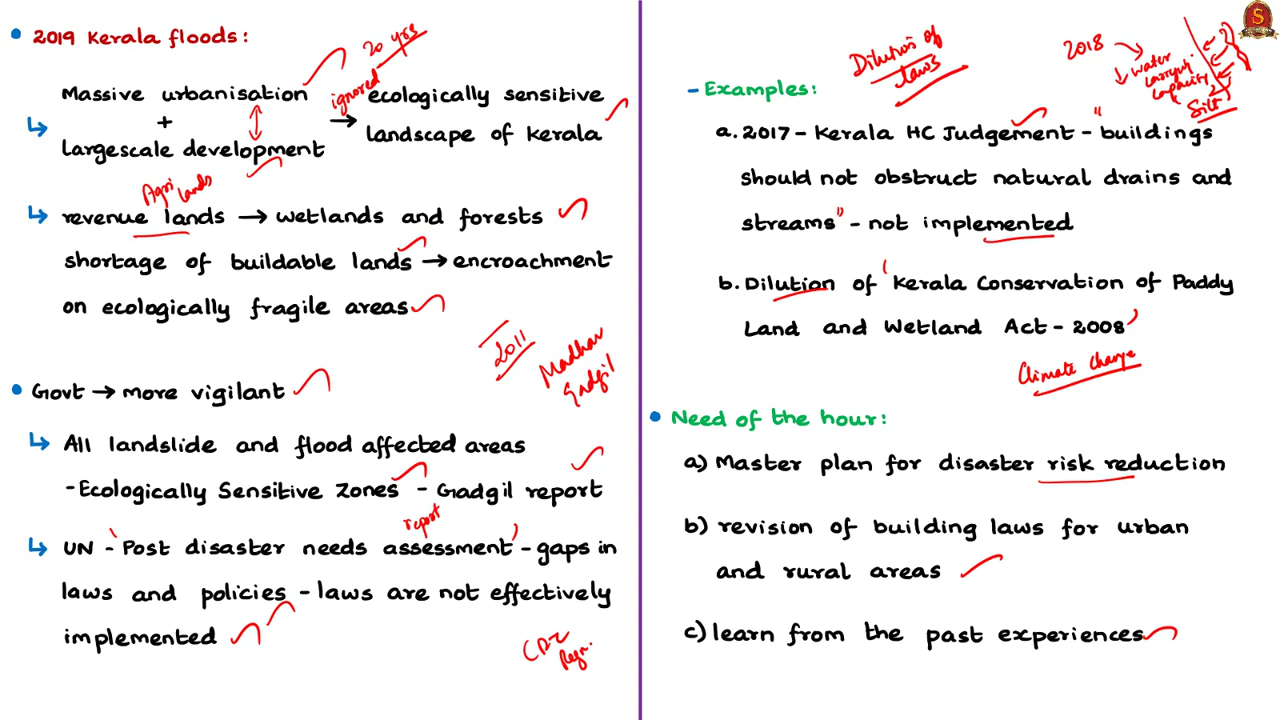 2019 Kerala floods:
20 yrs
Massive urbanisation
+
largescale development
ignored
→ ecologically sensitive
landscape of Kerala
Agri lands
revenue lands → wetlands and forests
shortage of buildable lands → encroachment
on ecologically fragile areas
2011
Madhav
Gadgil
Govt → more vigilant
All landslide and flood affected areas
-Ecologically Sensitive Zones - Gadgil report
report
UN - 'Post disaster needs assessment' - gaps in
laws and policies - laws are not effectively
implemented
CRZ
Regn.
Dilution of
laws
2018 →
↓ water
carrying
capacity
Silt
S
- Examples:
a. 2017 - Kerala HC Judgement - "buildings
should not obstruct natural drains and
streams" - not implemented
b. Dilution of 'Kerala Conservation of Paddy
Land and Wetland Act - 2008'
Climate change
Need of the hour:
a) Master plan for disaster risk reduction
b) revision of building laws for urban
and rural areas
c) learn from the past experiences